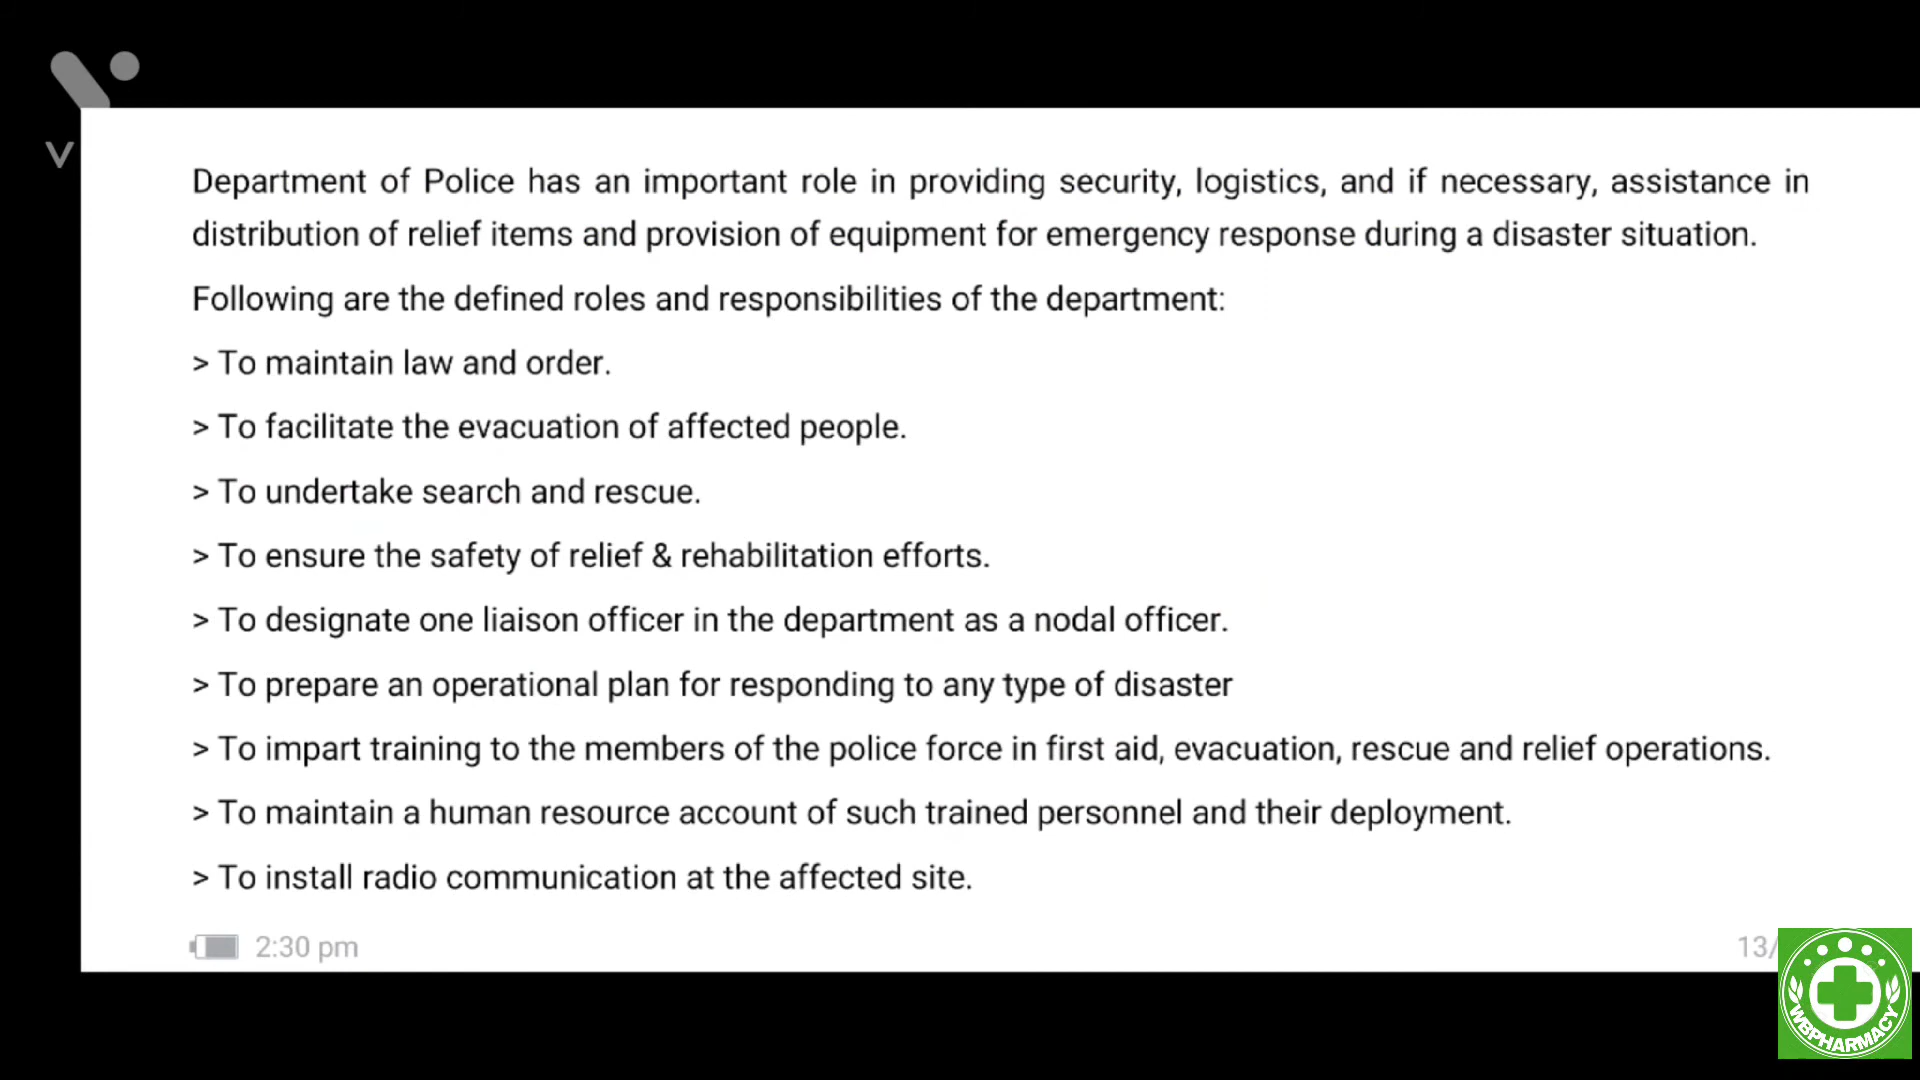 V
Department of Police has an important role in providing security, logistics, and if necessary, assistance in
distribution of relief items and provision of equipment for emergency response during a disaster situation.
Following are the defined roles and responsibilities of the department:
> To maintain law and order.
> To facilitate the evacuation of affected people.
> To undertake search and rescue.
> To ensure the safety of relief & rehabilitation efforts.
> To designate one liaison officer in the department as a nodal officer.
> To prepare an operational plan for responding to any type of disaster
> To impart training to the members of the police force in first aid, evacuation, rescue and relief operations.
> To maintain a human resource account of such trained personnel and their deployment.
> To install radio communication at the affected site.
2:30 pm
13/
WBPHARMACY